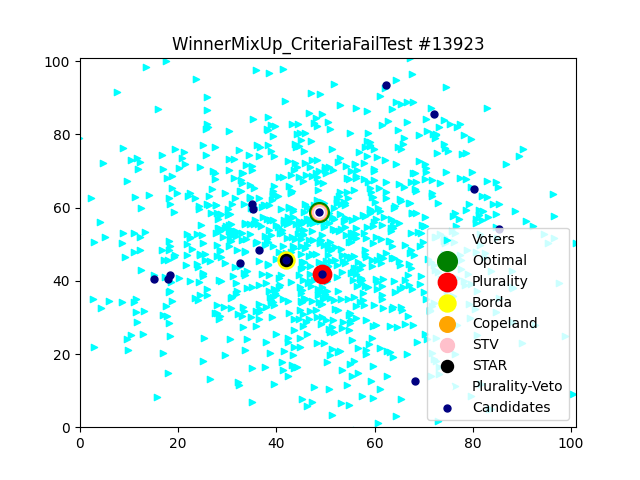 WinnerMixUp_CriteriaFailTest #13923
100
80
60
40
20
0
0 20 40 60 80 100
Voters
Optimal
Plurality
Borda
Copeland
STV
STAR
Plurality-Veto
Candidates